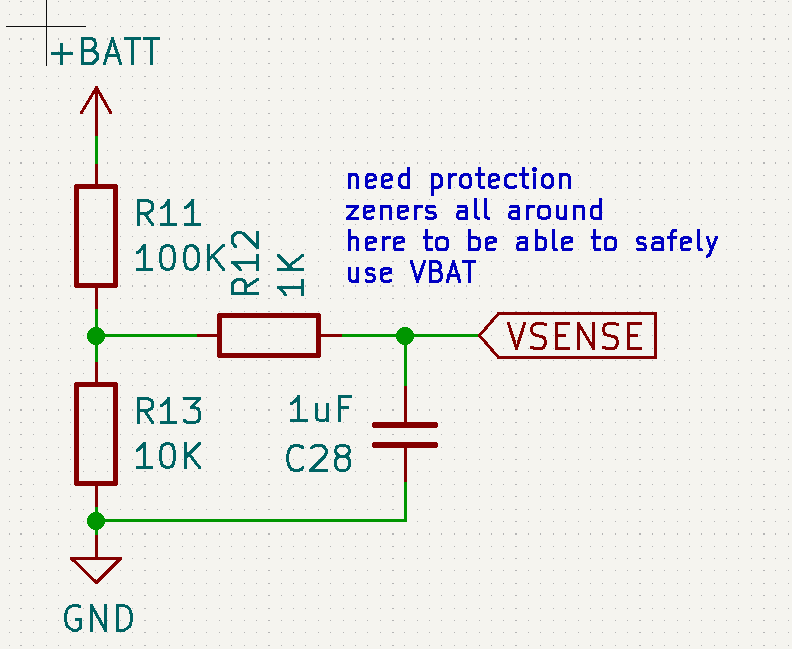 +BATT
need protection
zeners all around
here to be able to safely
use VBAT
R11
100K
R12
1K
VSENSE
R13
10K
1uF
C28
GND